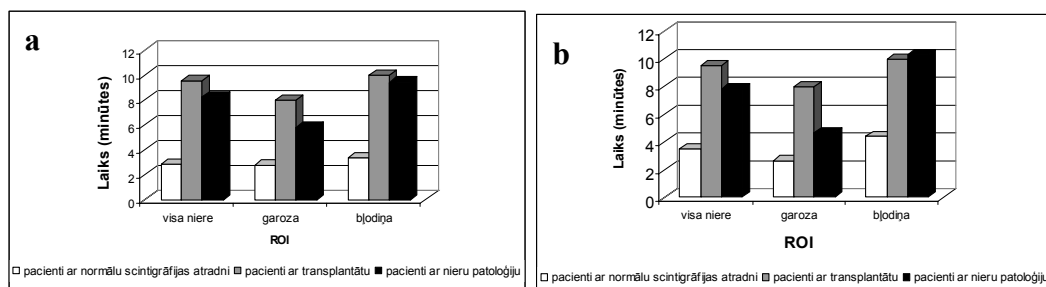 a
Laiks (minūtes)
12
10
8
6
4
2
0
visa niere garoza bļodiņa
ROI
pacienti ar normālu scintigrāfijas atradni pacienti ar transplantātu pacienti ar nieru patoloģiju
b
Laiks (minūtes)
12
10
8
6
4
2
0
visa niere garoza bļodiņa
ROI
pacienti ar normālu scintigrāfijas atradni pacienti ar transplantātu pacienti ar nieru patoloģiju